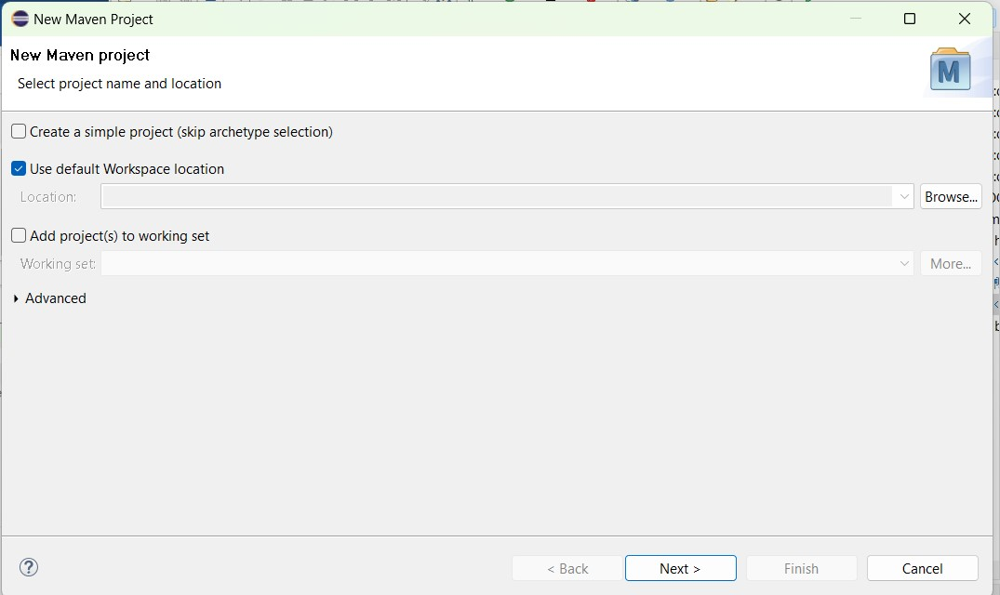 New Maven Project
New Maven project
Select project name and location
M
Create a simple project (skip archetype selection)
Use default Workspace location
Location:
Browse...
Add project(s) to working set
Working set:
More...
Advanced
?
< Back
Next >
Finish
Cancel